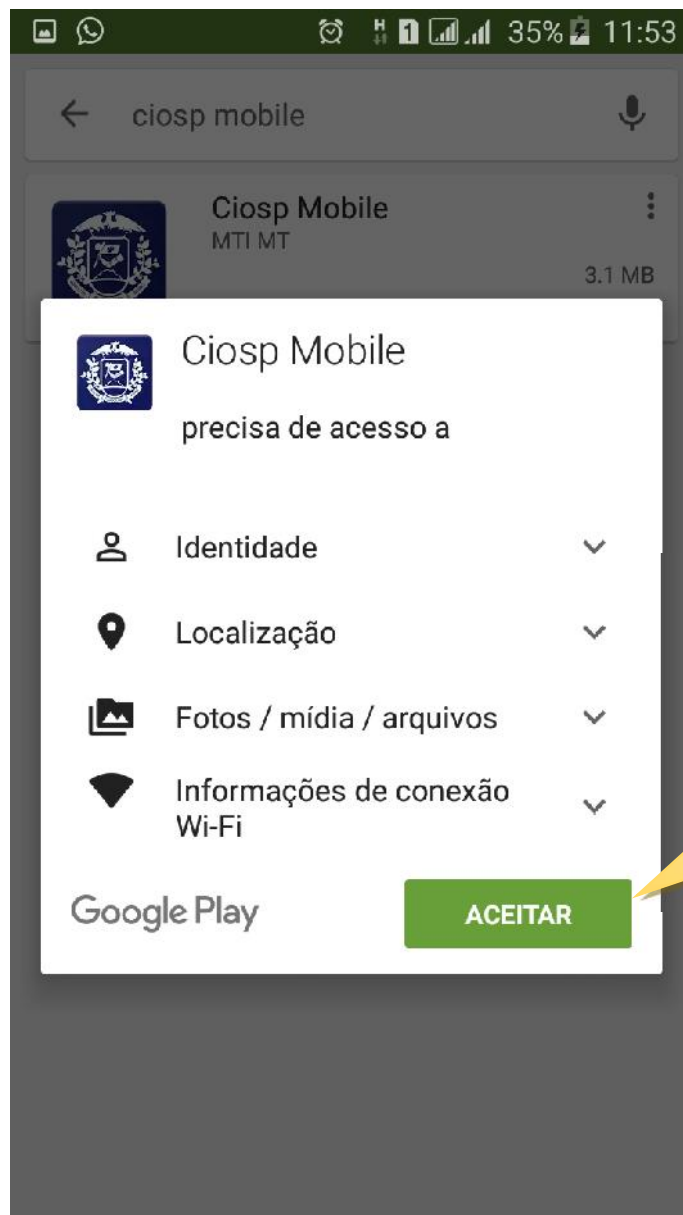 H 1 35% 11:53
ciosp mobile
Ciosp Mobile
MTI MT
3.1 MB
Ciosp Mobile
precisa de acesso a
Identidade
Localização
Fotos / mídia / arquivos
Informações de conexão
Wi-Fi
Google Play
ACEITAR